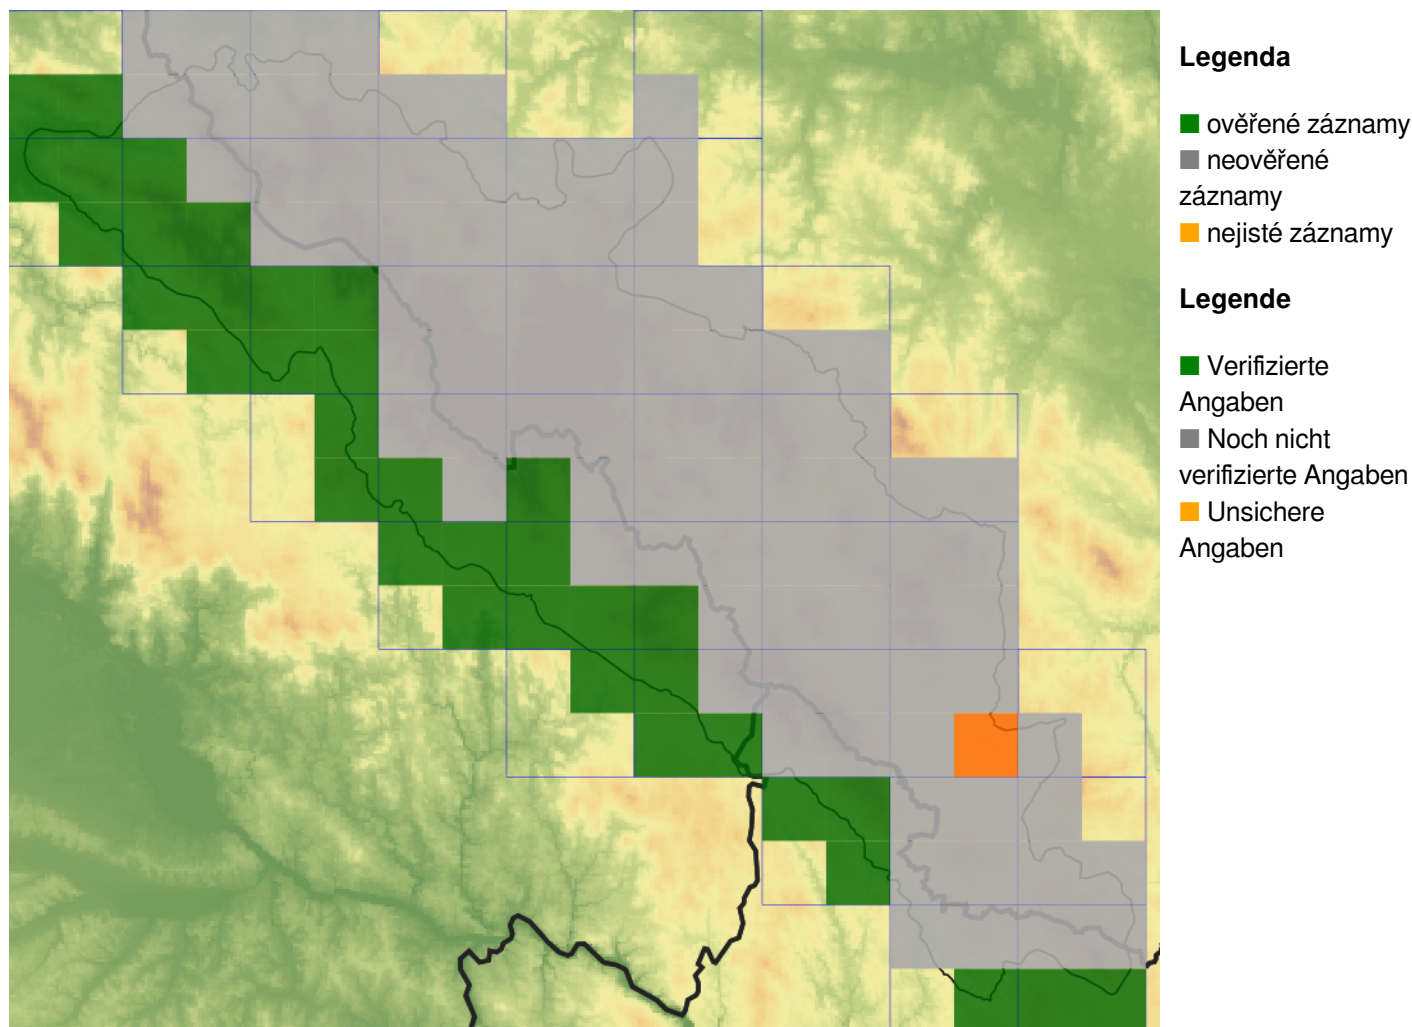 Legenda
ověřené záznamy
neověřené
záznamy
nejisté záznamy
Legende
Verifizierte
Angaben
Noch nicht
verifizierte Angaben
Unsichere
Angaben